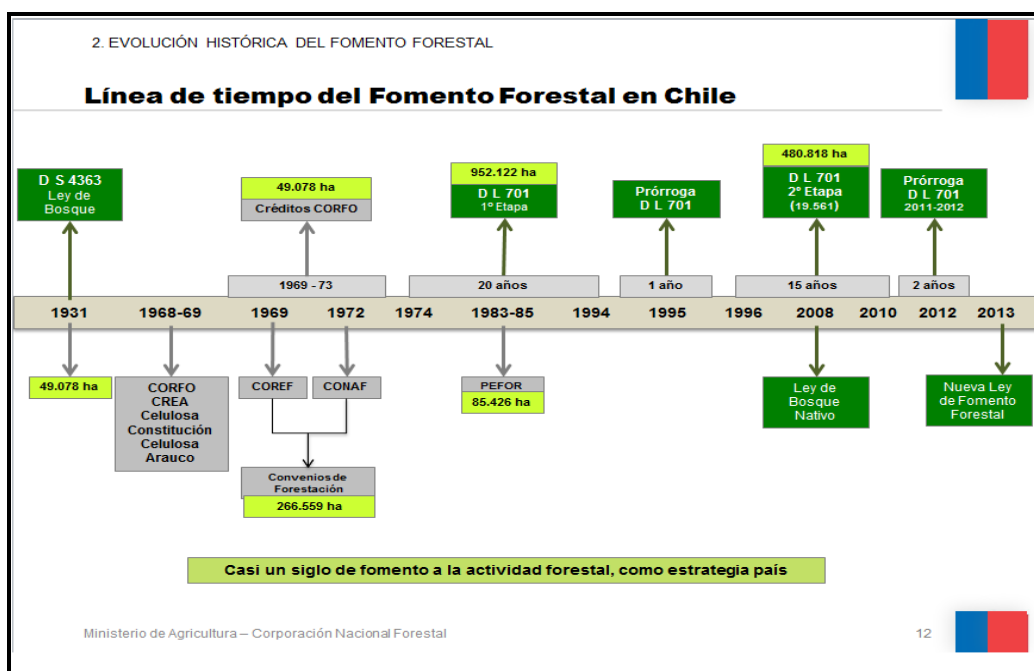 2. EVOLUCIÓN HISTÓRICA DEL FOMENTO FORESTAL
Línea de tiempo del Fomento Forestal en Chile
D S 4363
Ley de
Bosque
49.078 ha
Créditos CORFO
952.122 ha
D L 701
1º Etapa
Prórroga
D L 701
480.818 ha
D L 701
2º Etapa
(19.561)
Prórroga
D L 701
2011-2012
1969 - 73
20 años
1 año
15 años
2 años
1931
1968-69
1969
1972
1974
1983-85
1994
1995
1996
2008
2010
2012
2013
49.078 ha
CORFO
CREA
Celulosa
Constitución
Celulosa
Arauco
COREF
CONAF
Convenios de
Forestación
266.559 ha
PEFOR
85.426 ha
Ley de
Bosque
Nativo
Nueva Ley
de Fomento
Forestal
Casi un siglo de fomento a la actividad forestal, como estrategia país
Ministerio de Agricultura – Corporación Nacional Forestal
12